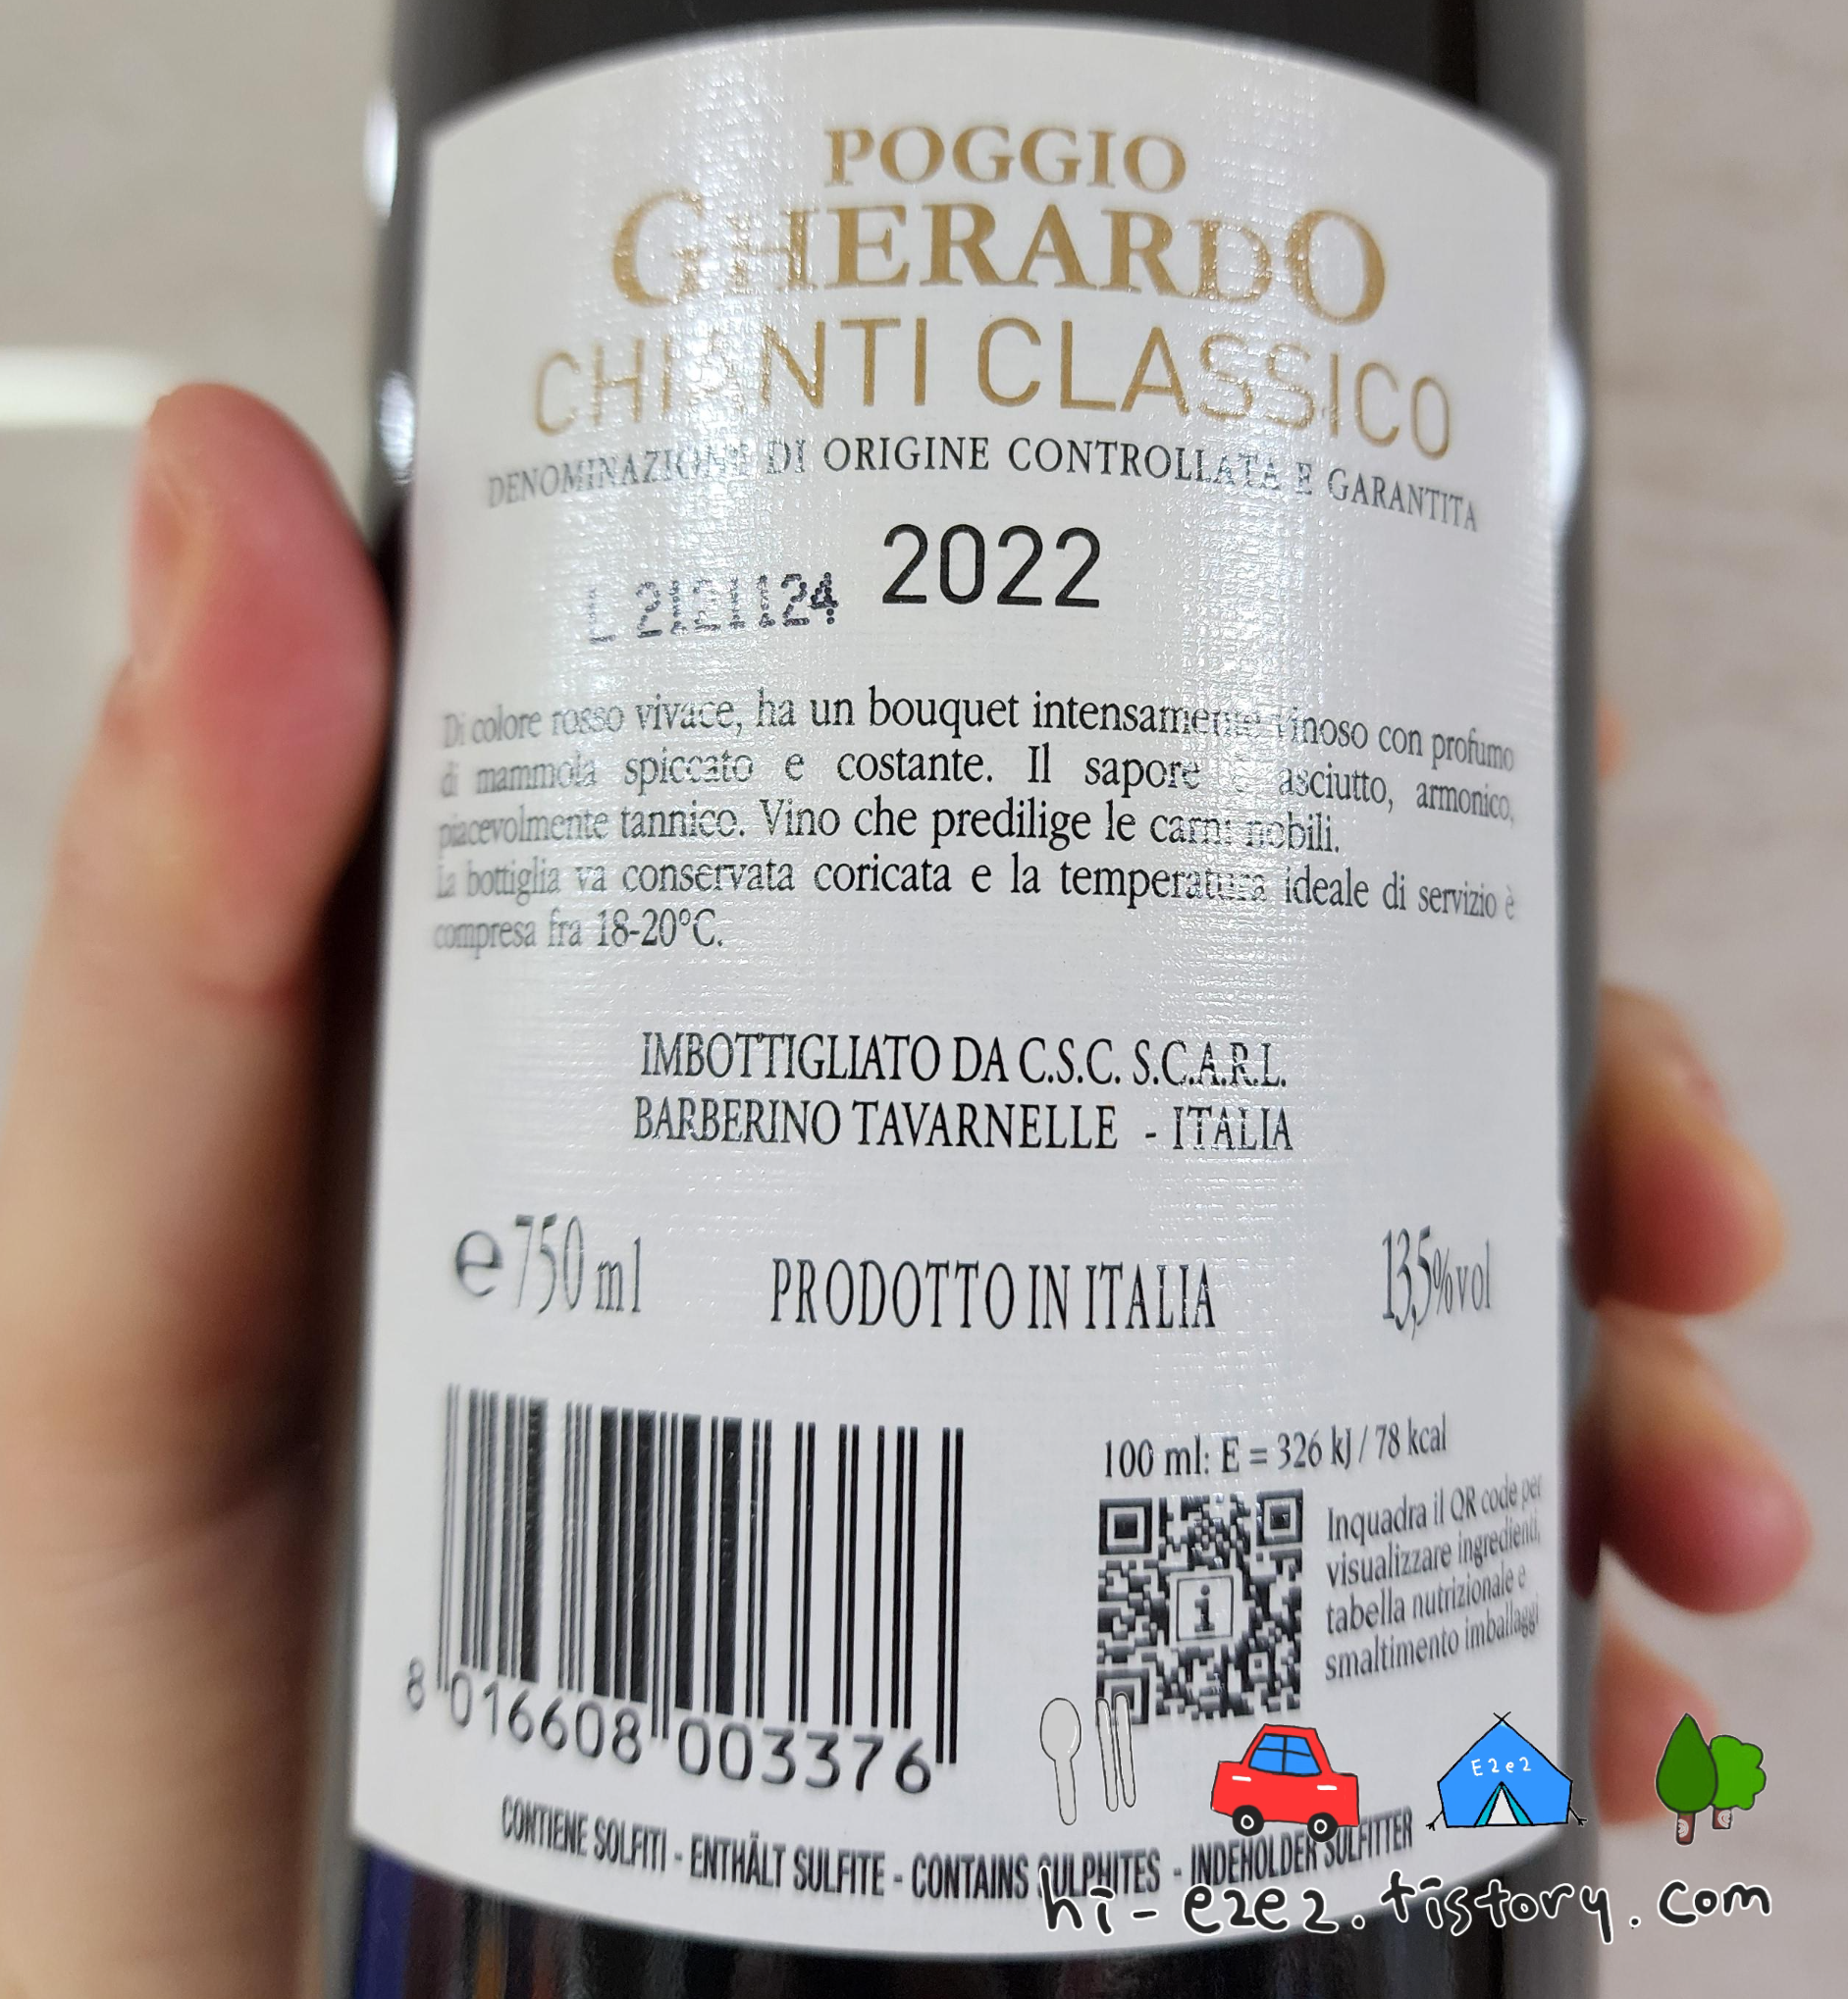 POGGIO
GHERARDO
CHIANTI CLASSICO
DENOMINAZIONE DI ORIGINE CONTROLLATA E GARANTITA
2022
L 2121124
Di colore rosso vivace, ha un bouquet intensamente vinoso con profumo
di mammola spiccato e costante. Il sapore è asciutto, armonico,
piacevolmente tannico. Vino che predilige le carni nobili.
La bottiglia va conservata coricata e la temperatura ideale di servizio è
compresa fra 18-20°C.
IMBOTTIGLIATO DA C.S.C. S.C.A.R.L.
BARBERINO TAVARNELLE - ITALIA
e 750 ml
PRODOTTO IN ITALIA
13,5%vol
100 ml: E = 326 kJ / 78 kcal
Inquadra il QR code per
visualizzare ingredienti,
tabella nutrizionale e
smaltimento imballaggi
i
8 016608 003376
E2e2
CONTIENE SOLFITI - ENTHÄLT SULFITE - CONTAINS SULPHITES - INDEHOLDER SULFITTER
hi-e2e2.tistory.com